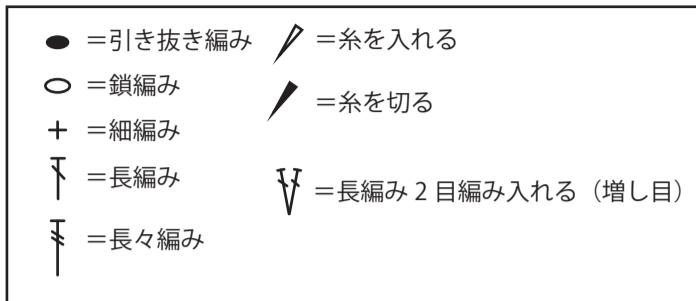 ＝引き抜き編み
＝鎖編み
＝細編み
＝長編み
＝長々編み
＝糸を入れる
＝糸を切る
＝長編み 2 目編み入れる（増し目）